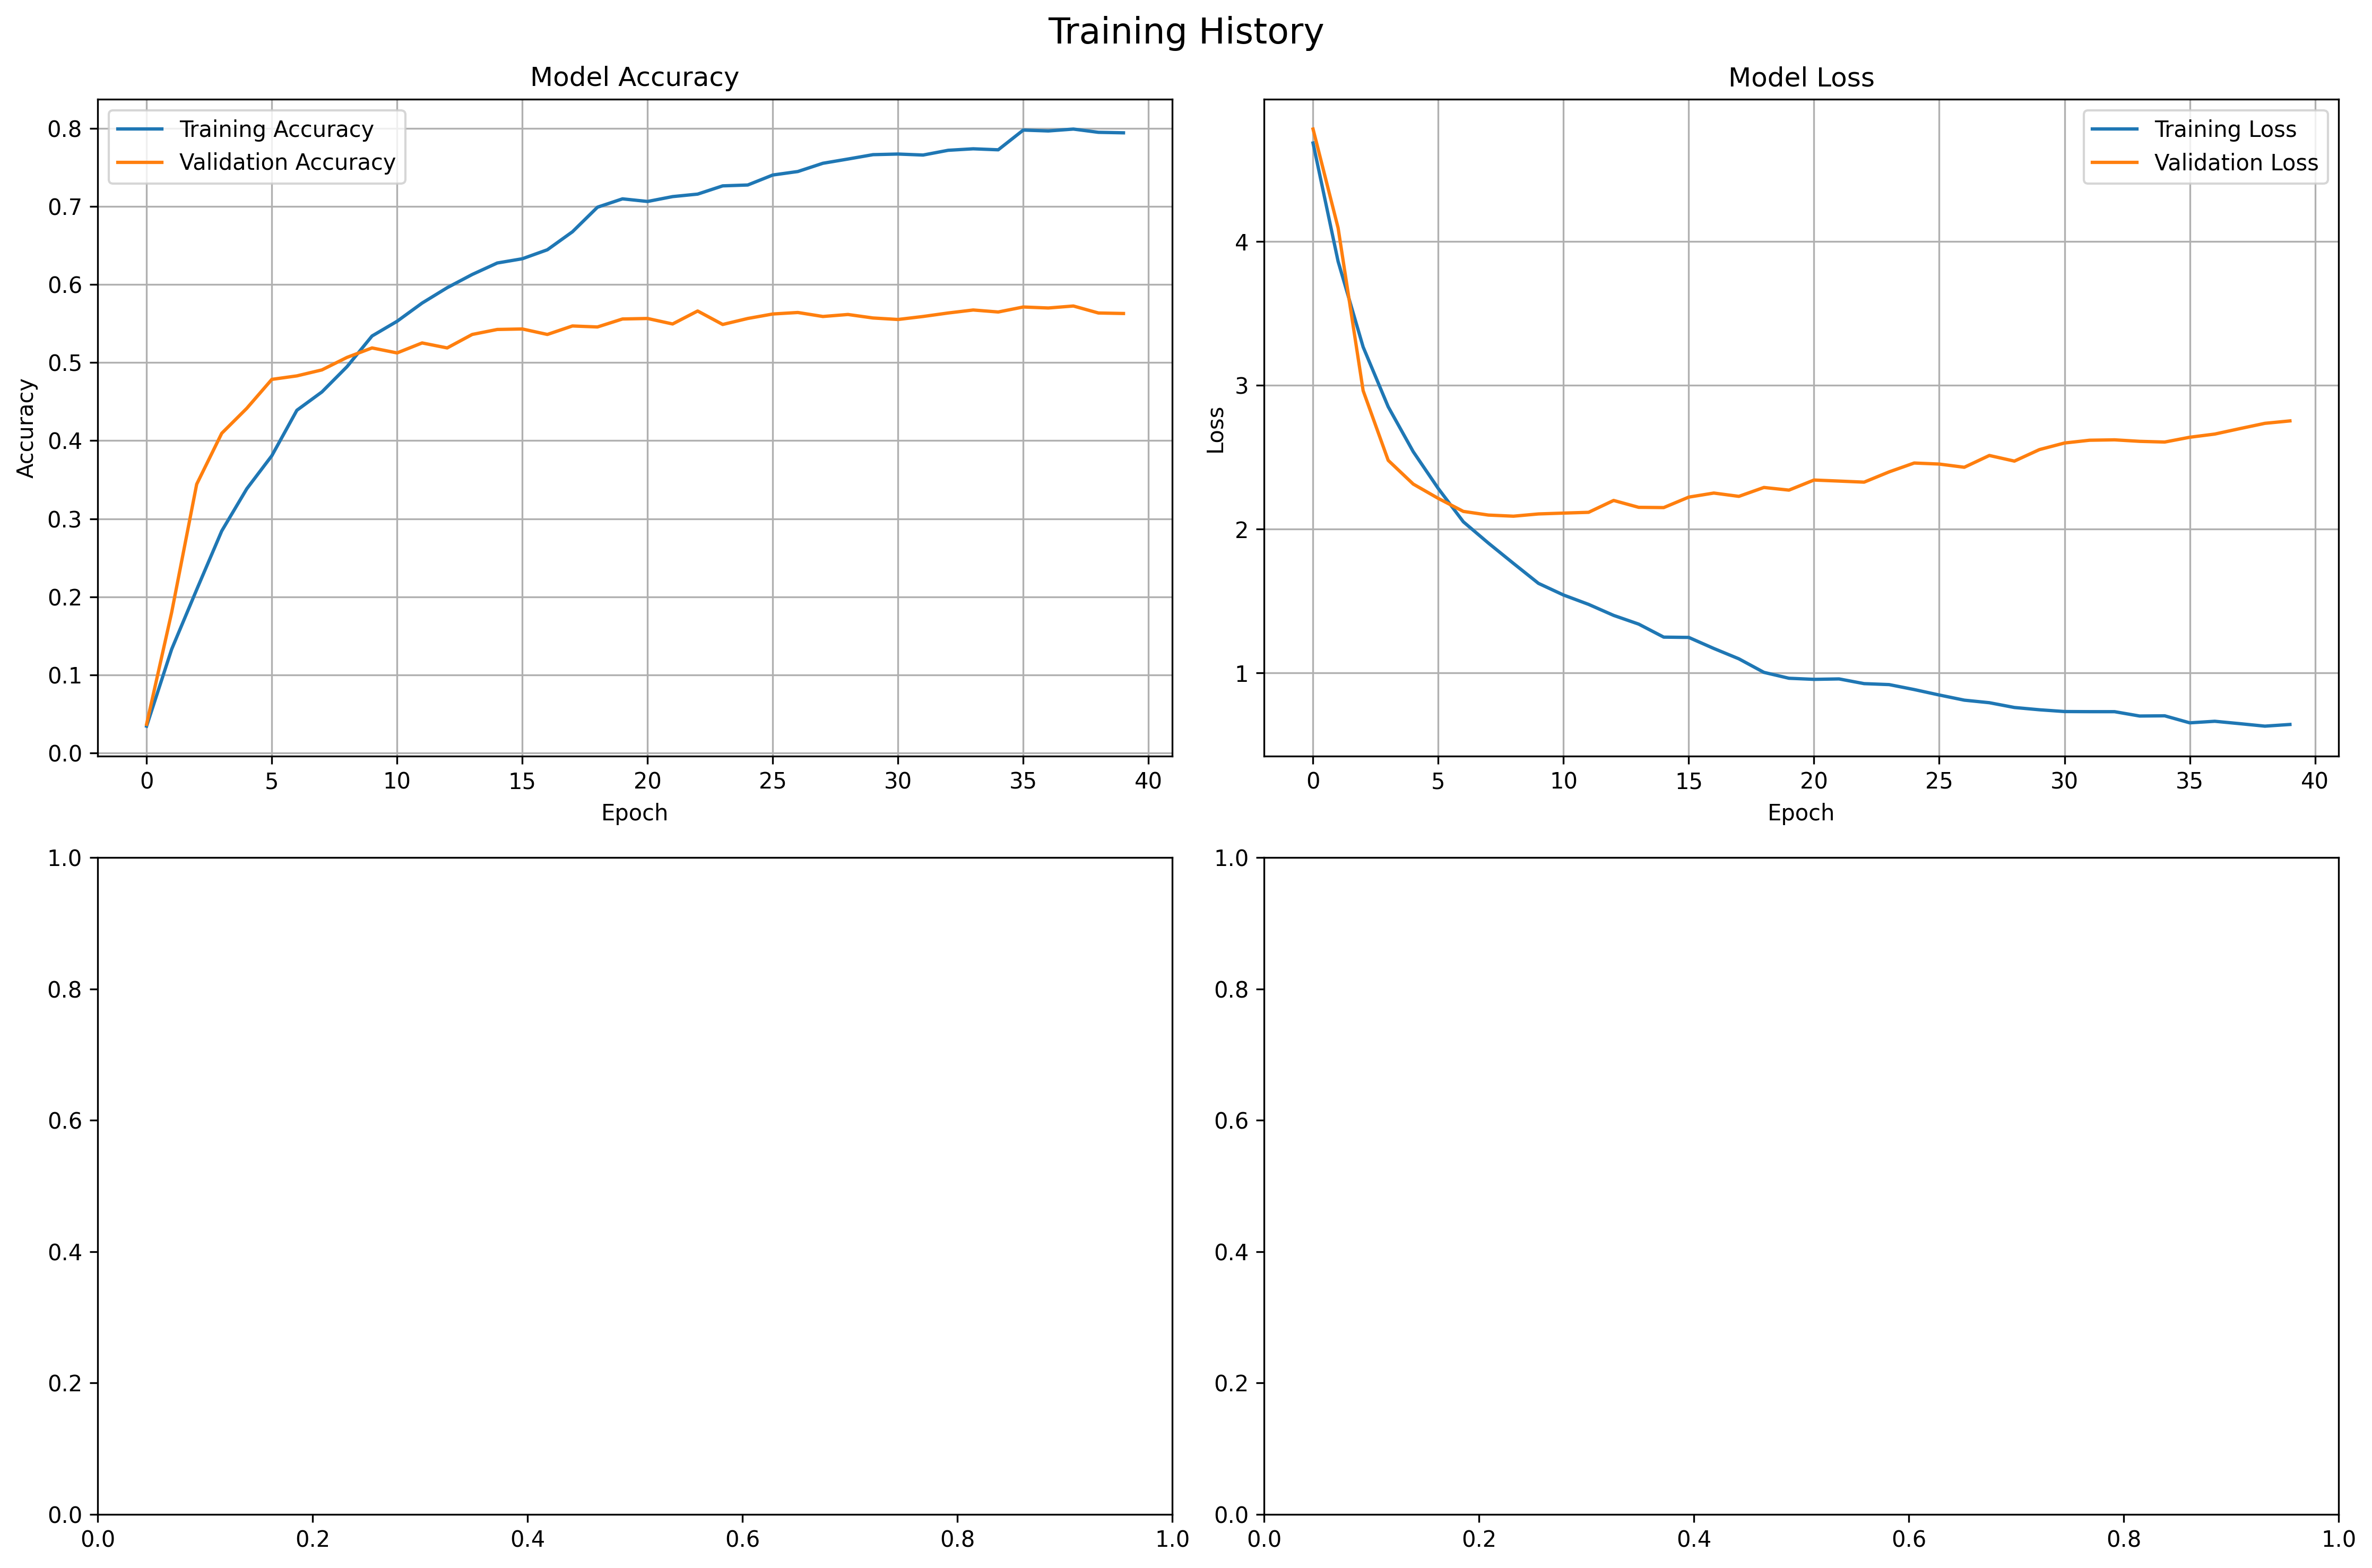 Training History
Model Accuracy
Training Accuracy
Validation Accuracy
0.8
0.7
0.6
0.5
0.4
0.3
0.2
0.1
0.0
Accuracy
0 5 10 15 20 25 30 35 40
Epoch
Model Loss
Training Loss
Validation Loss
4
3
2
1
Loss
0 5 10 15 20 25 30 35 40
Epoch
1.0
0.8
0.6
0.4
0.2
0.0
0.0 0.2 0.4 0.6 0.8 1.0
1.0
0.8
0.6
0.4
0.2
0.0
0.0 0.2 0.4 0.6 0.8 1.0